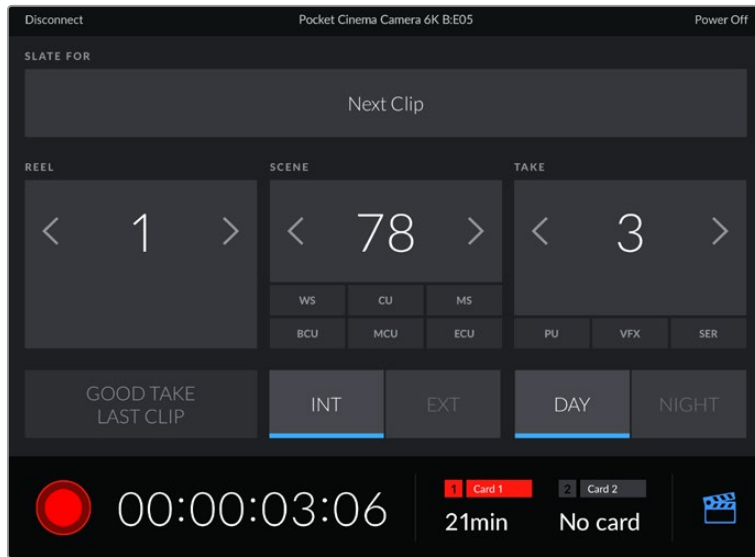 Disconnect Pocket Cinema Camera 6K B:E05 Power Off
SLATE FOR
Next Clip
REEL SCENE TAKE
< 1 > < 78 > < 3 >
WS CU MS
BCU MCU ECU PU VFX SER
GOOD TAKE
LAST CLIP
INT EXT DAY NIGHT
1 Card 1 2 Card 2
00:00:03:06 21min No card